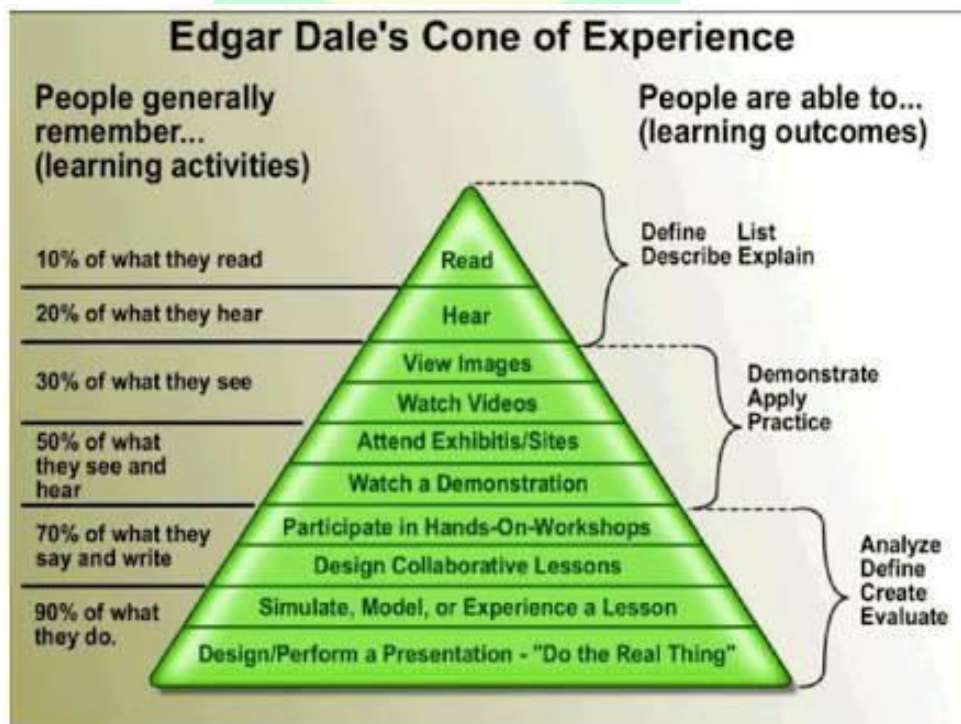 Edgar Dale's Cone of Experience
People generally
remember...
(learning activities)
People are able to...
(learning outcomes)
10% of what they read
20% of what they hear
30% of what they see
50% of what
they see and
hear
70% of what they
say and write
90% of what
they do.
Read
Hear
View Images
Watch Videos
Attend Exhibitis/Sites
Watch a Demonstration
Participate in Hands-On-Workshops
Design Collaborative Lessons
Simulate, Model, or Experience a Lesson
Design/Perform a Presentation - "Do the Real Thing"
Define List
Describe Explain
Demonstrate
Apply
Practice
Analyze
Define
Create
Evaluate